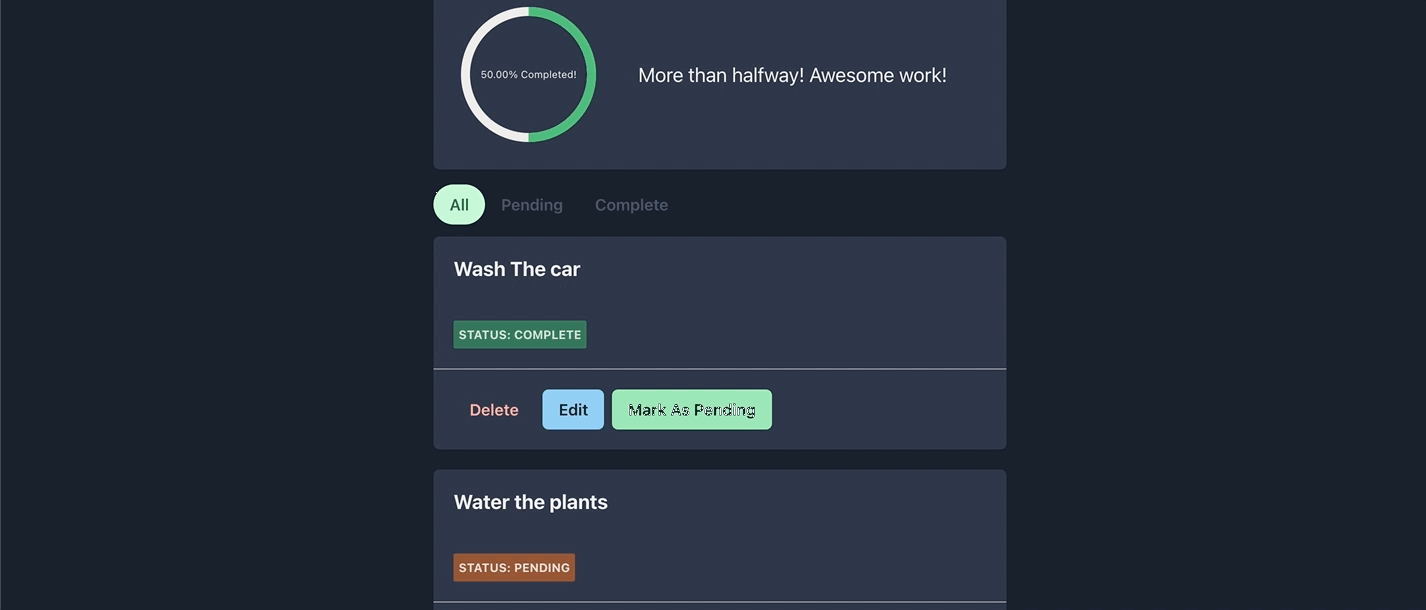 50.00% Completed!
More than halfway! Awesome work!
All Pending Complete
Wash The car
STATUS: COMPLETE
Delete Edit Mark As Pending
Water the plants
STATUS: PENDING